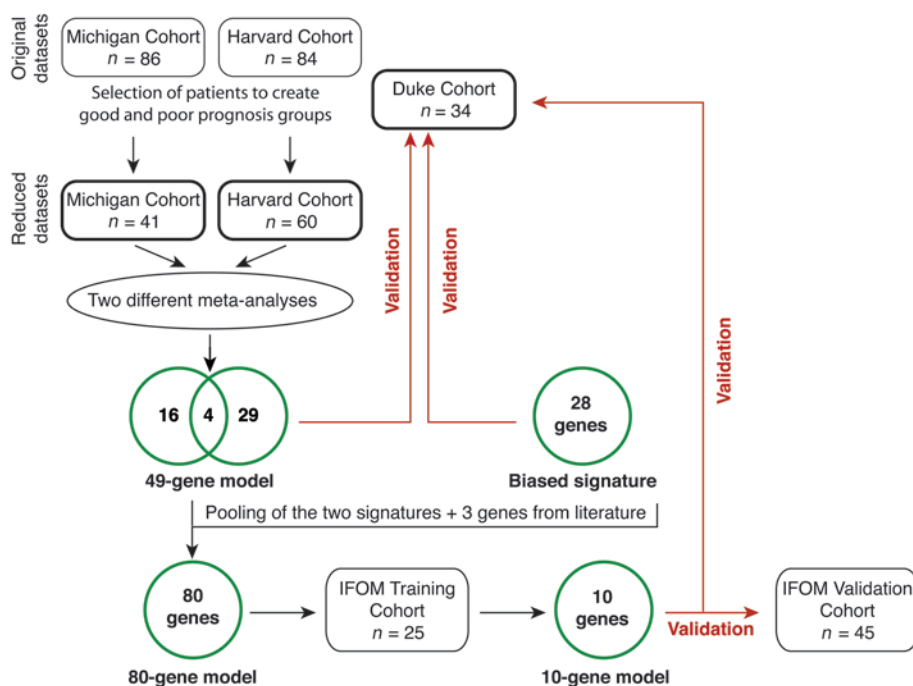 Original
datasets
Michigan Cohort
n = 86
Harvard Cohort
n = 84
Selection of patients to create
good and poor prognosis groups
Duke Cohort
n = 34
Reduced
datasets
Michigan Cohort
n = 41
Harvard Cohort
n = 60
Two different meta-analyses
Validation
Validation
Validation
16
4
29
49-gene model
28
genes
Biased signature
Pooling of the two signatures + 3 genes from literature
80
genes
80-gene model
IFOM Training
Cohort
n = 25
10
genes
10-gene model
Validation
IFOM Validation
Cohort
n = 45